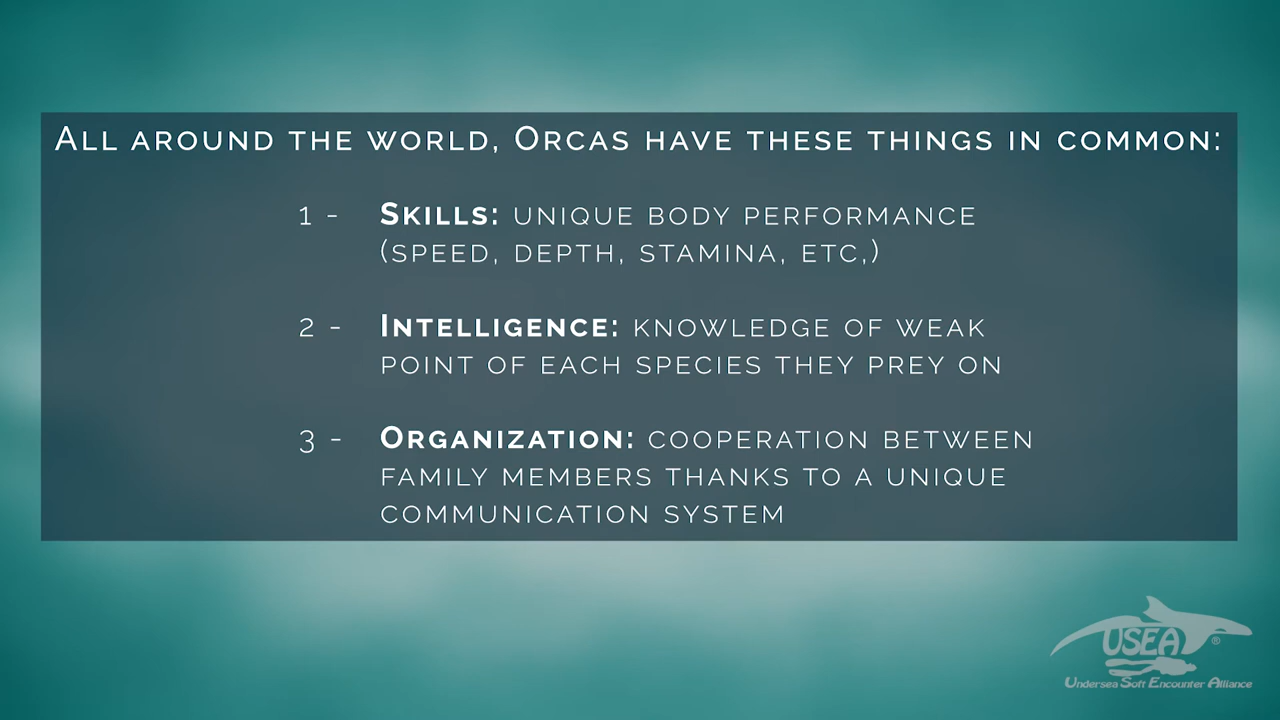 All around the world, Orcas have these things in common:
1 - Skills: unique body performance
(speed, depth, stamina, etc,)
2 - Intelligence: knowledge of weak
point of each species they prey on
3 - Organization: cooperation between
family members thanks to a unique
communication system
USEA®
Undersea Soft Encounter Alliance